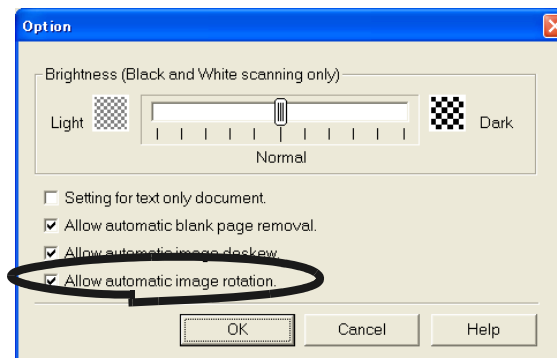 Option
Brightness (Black and White scanning only)
Light
Dark
Normal
Setting for text only document.
Allow automatic blank page removal.
Allow automatic image deskew.
Allow automatic image rotation.
OK Cancel Help